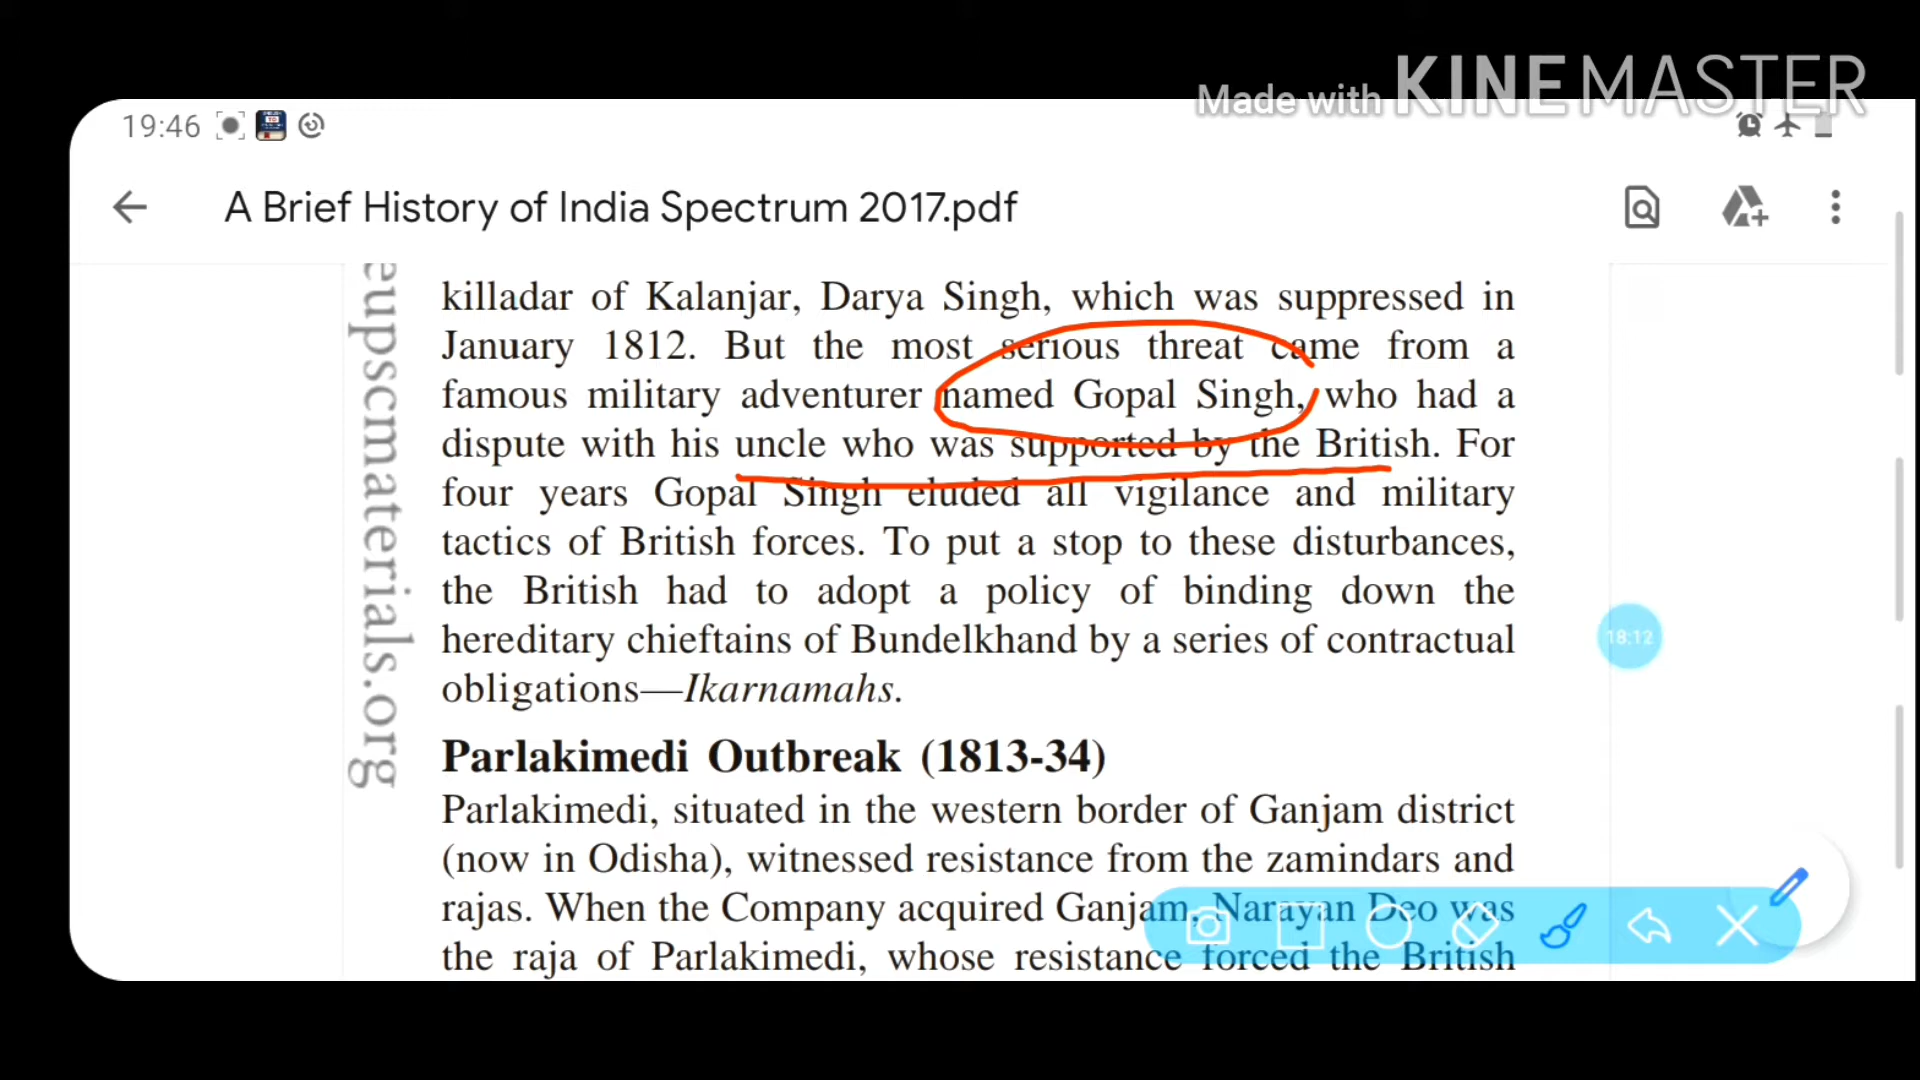 Made with KINEMASTER
19:46
A Brief History of India Spectrum 2017.pdf
eupscmaterials.org
killadar of Kalanjar, Darya Singh, which was suppressed in
January 1812. But the most serious threat came from a
famous military adventurer named Gopal Singh, who had a
dispute with his uncle who was supported by the British. For
four years Gopal Singh eluded all vigilance and military
tactics of British forces. To put a stop to these disturbances,
the British had to adopt a policy of binding down the
hereditary chieftains of Bundelkhand by a series of contractual
obligations—Ikarnamahs.
18:12
Parlakimedi Outbreak (1813-34)
Parlakimedi, situated in the western border of Ganjam district
(now in Odisha), witnessed resistance from the zamindars and
rajas. When the Company acquired Ganjam, Narayan Deo was
the raja of Parlakimedi, whose resistance forced the British